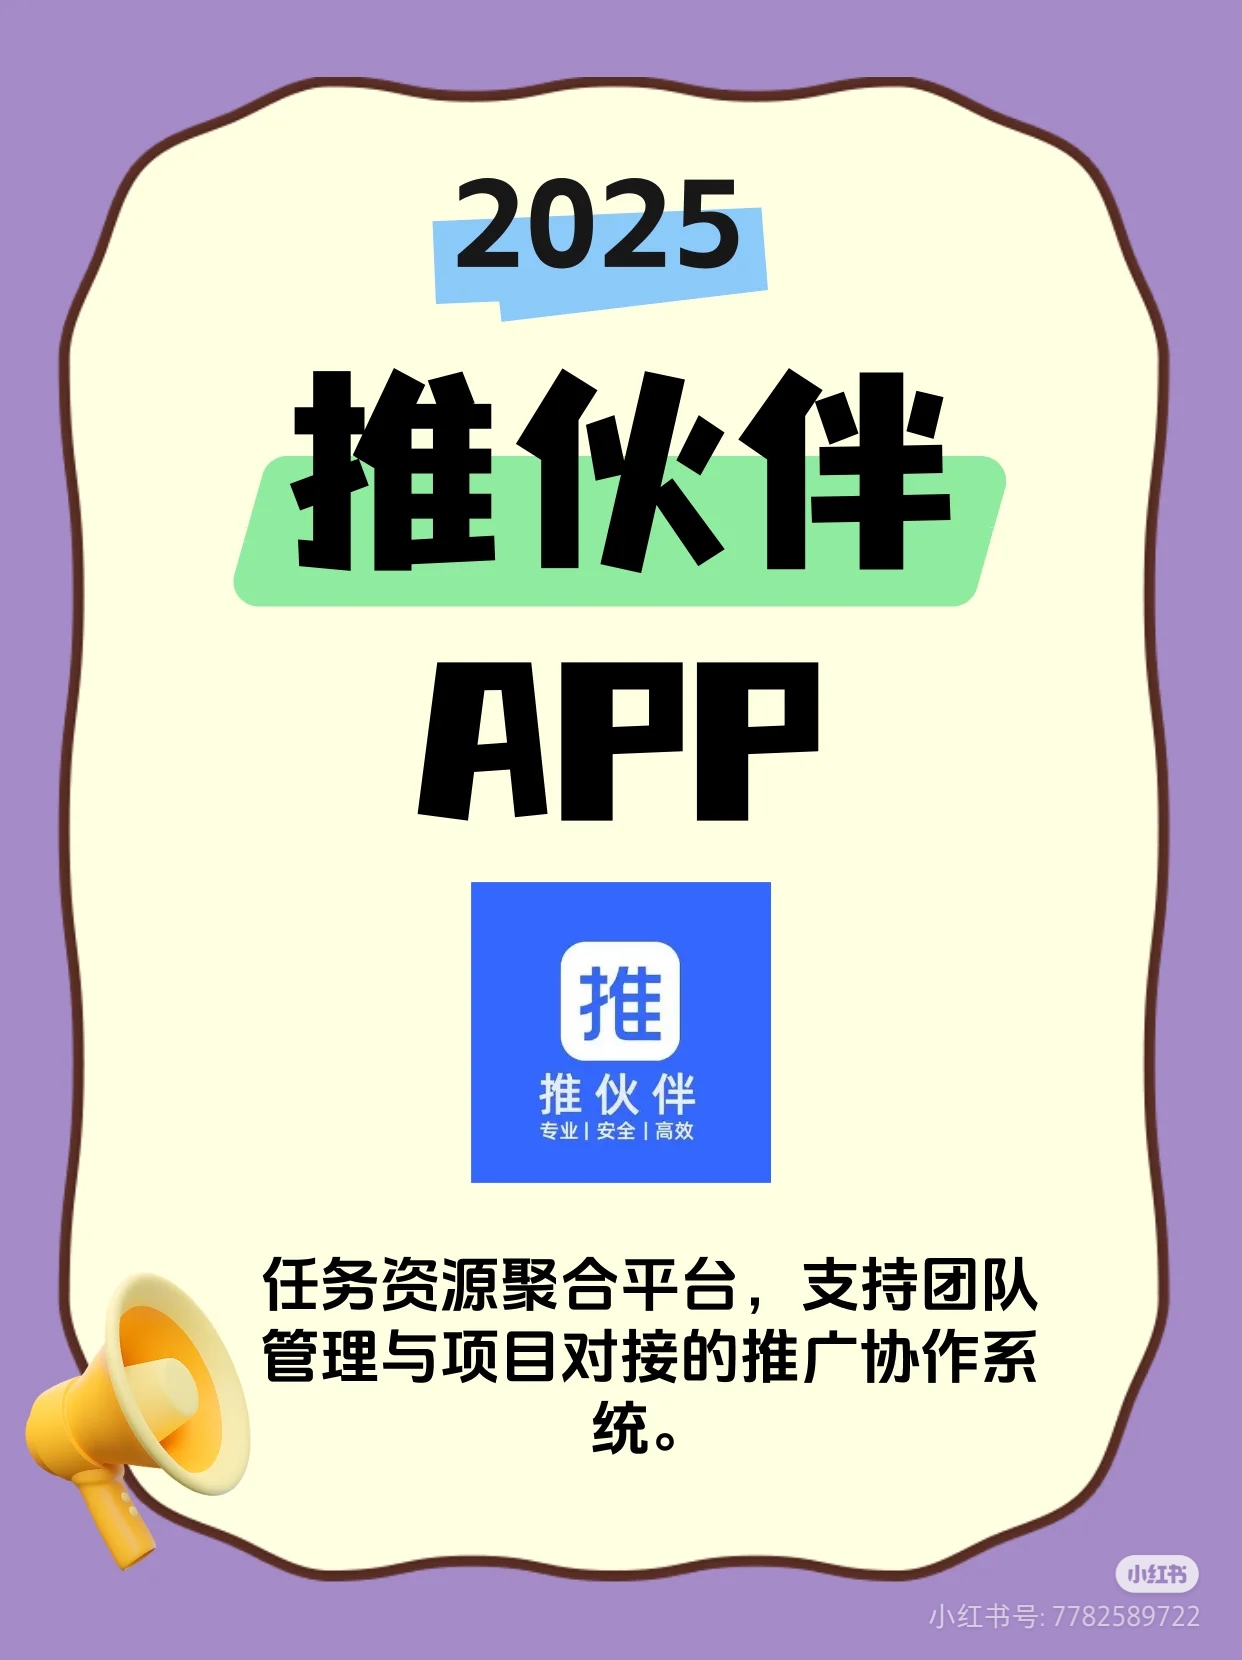 2025
推伙伴
APP
推
推伙伴
专业 | 安全 | 高效
任务资源聚合平台，支持团队
管理与项目对接的推广协作系
统。
小红书
小红书号: 7782589722